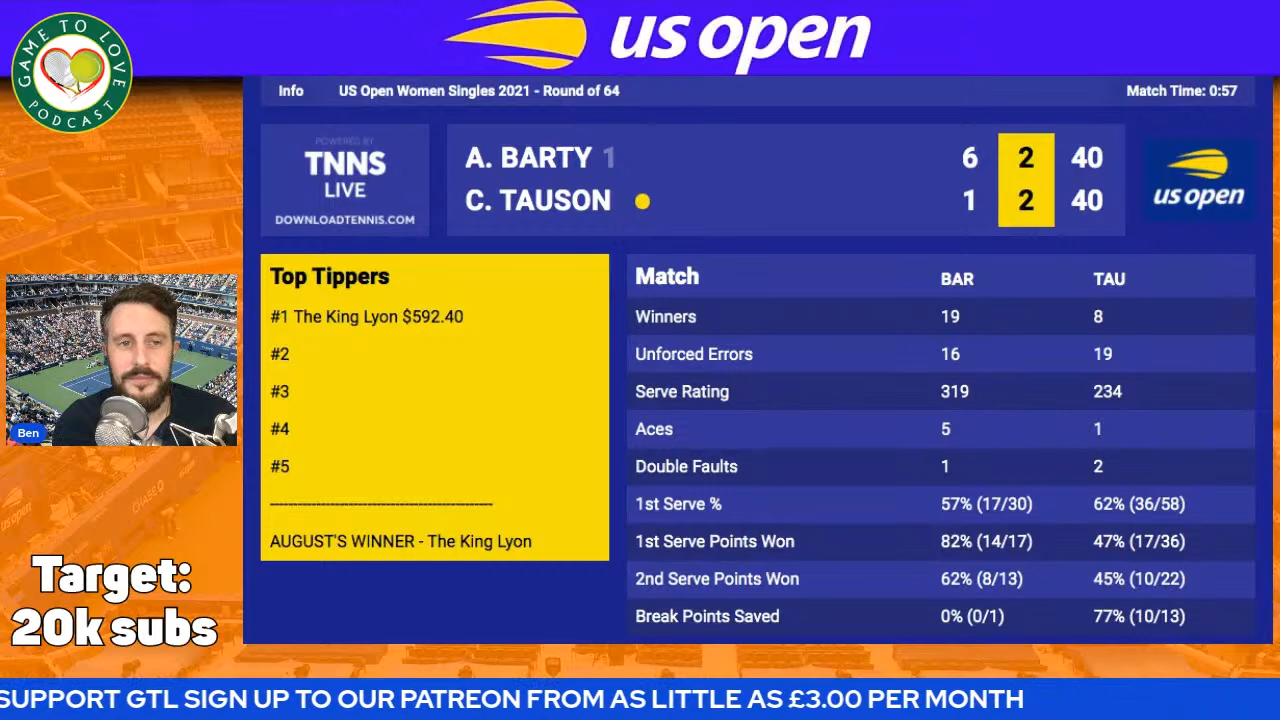 GAME TO LOVE
PODCAST
us open
Info US Open Women Singles 2021 - Round of 64 Match Time: 0:57
POWERED BY
TNNS
LIVE
DOWNLOADTENNIS.COM
A. BARTY 1 6 2 40
C. TAUSON 1 2 40
us open
Top Tippers
#1 The King Lyon $592.40
#2
#3
#4
#5
----------------------------------------------
AUGUST'S WINNER - The King Lyon
Match BAR TAU
Winners 19 8
Unforced Errors 16 19
Serve Rating 319 234
Aces 5 1
Double Faults 1 2
1st Serve % 57% (17/30) 62% (36/58)
1st Serve Points Won 82% (14/17) 47% (17/36)
2nd Serve Points Won 62% (8/13) 45% (10/22)
Break Points Saved 0% (0/1) 77% (10/13)
Ben
CHASE
us open
Target:
20k subs
SUPPORT GTL SIGN UP TO OUR PATREON FROM AS LITTLE AS £3.00 PER MONTH